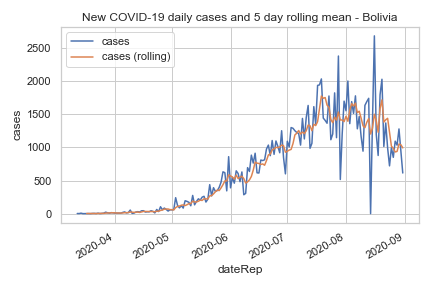 New COVID-19 daily cases and 5 day rolling mean - Bolivia
cases
cases (rolling)
2500
2000
1500
1000
500
0
cases
2020-04
2020-05
2020-06
2020-07
2020-08
2020-09
dateRep